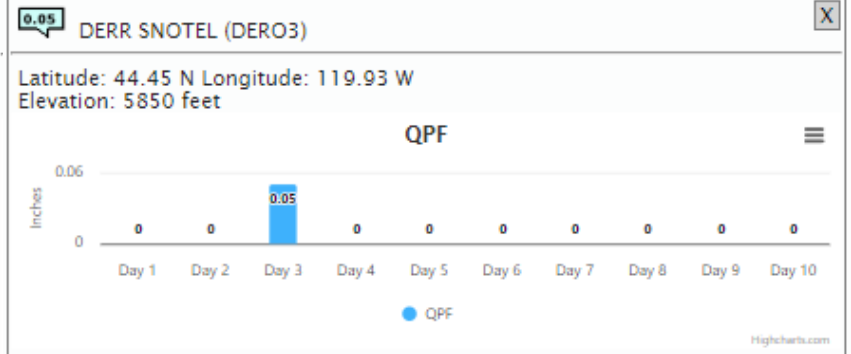 0.05 DERR SNOTEL (DERO3) X
Latitude: 44.45 N Longitude: 119.93 W
Elevation: 5850 feet
QPF
0.06
Inches
0
0 0 0.05 0 0 0 0 0 0 0
Day 1 Day 2 Day 3 Day 4 Day 5 Day 6 Day 7 Day 8 Day 9 Day 10
QPF
Highcharts.com